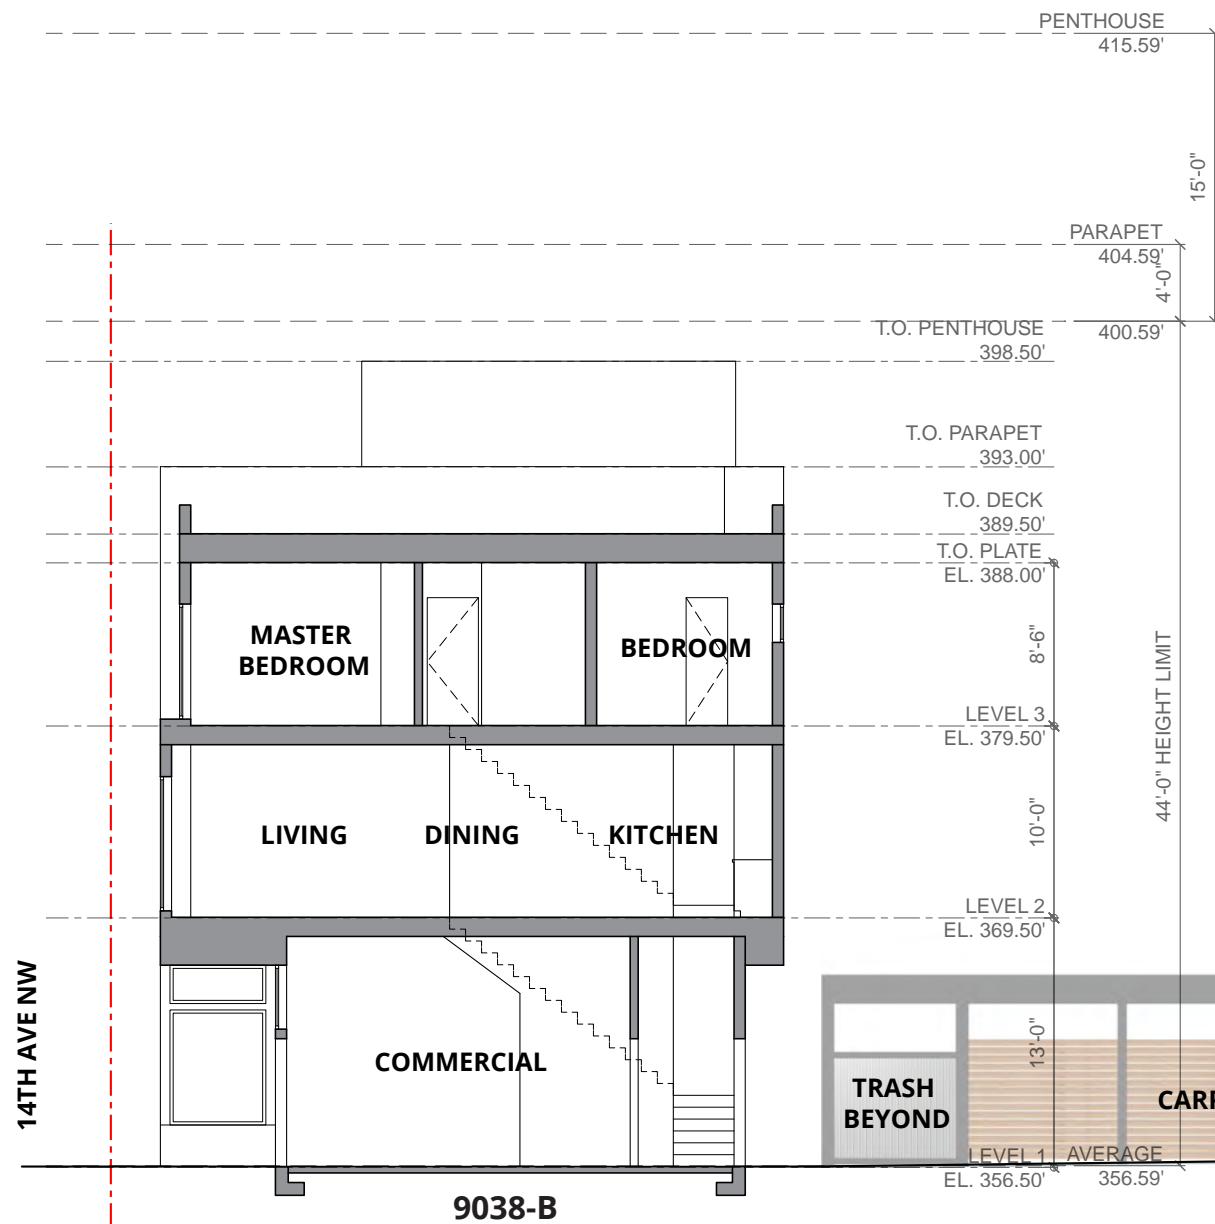 PENTHOUSE
415.59'
15'-0"
PARAPET
404.59'
4'-0"
400.59'
T.O. PENTHOUSE
398.50'
T.O. PARAPET
393.00'
T.O. DECK
389.50'
T.O. PLATE
EL. 388.00'
8'-6"
MASTER
BEDROOM
BEDROOM
LEVEL 3
EL. 379.50'
44'-0" HEIGHT LIMIT
10'-0"
LIVING
DINING
KITCHEN
LEVEL 2
EL. 369.50'
14TH AVE NW
13'-0"
COMMERCIAL
TRASH
BEYOND
CARP
LEVEL 1
EL. 356.50'
AVERAGE
356.59'
9038-B